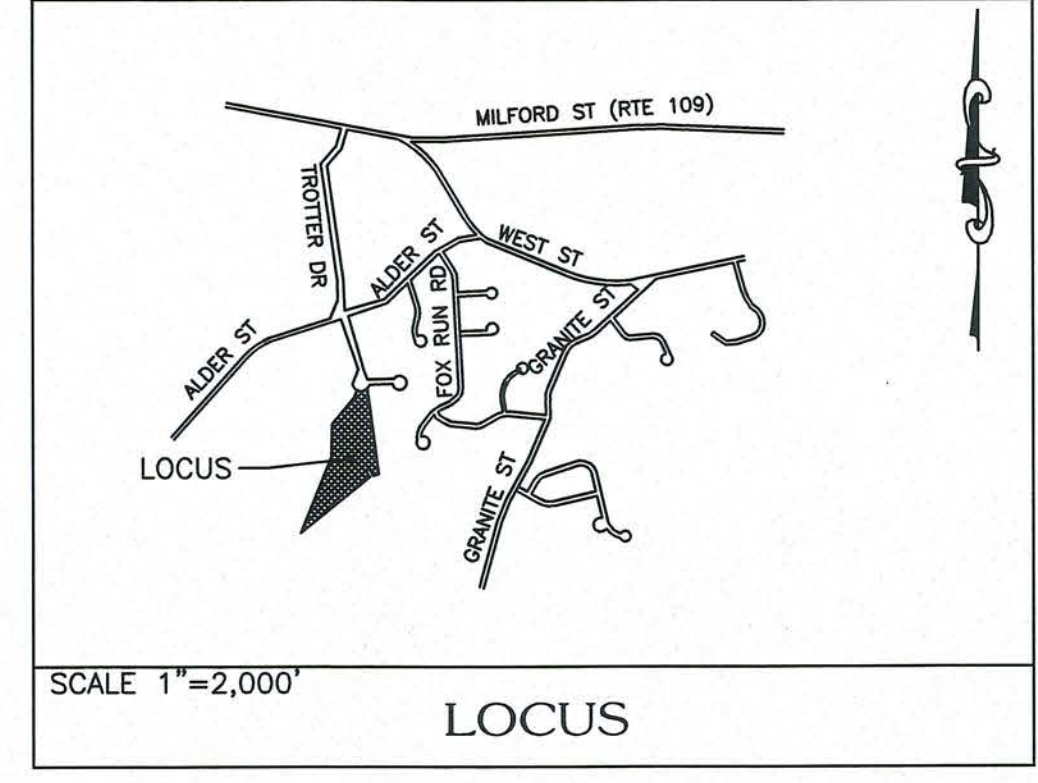 MILFORD ST (RTE 109)
TROTTER DR
ALDER ST
WEST ST
ALDER ST
FOX RUN RD
GRANITE ST
LOCUS
GRANITE ST
SCALE 1"=2,000'
LOCUS